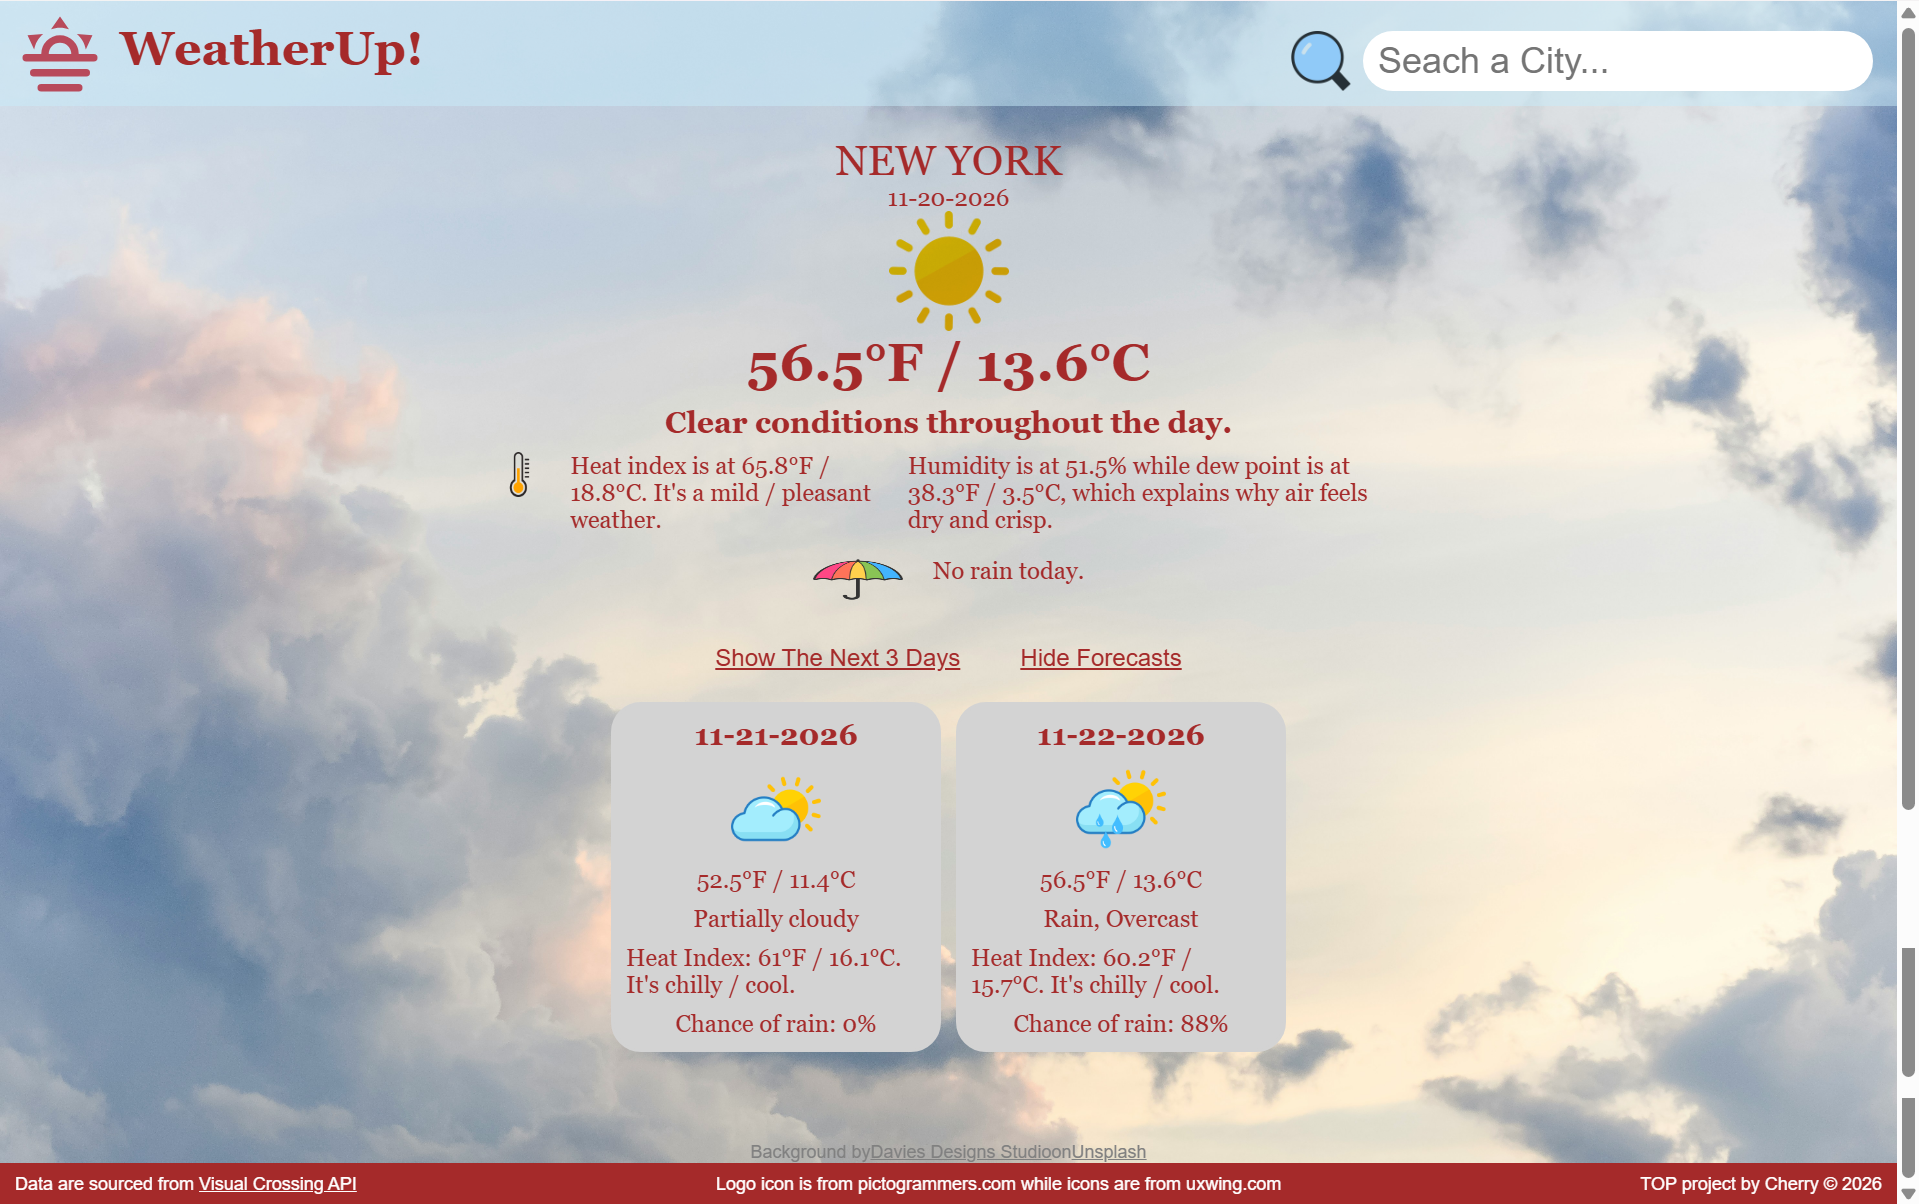 WeatherUp!
Seach a City...
NEW YORK
11-20-2026
56.5°F / 13.6°C
Clear conditions throughout the day.
Heat index is at 65.8°F /
18.8°C. It's a mild / pleasant
weather.
Humidity is at 51.5% while dew point is at
38.3°F / 3.5°C, which explains why air feels
dry and crisp.
No rain today.
Show The Next 3 Days
Hide Forecasts
11-21-2026
52.5°F / 11.4°C
Partially cloudy
Heat Index: 61°F / 16.1°C.
It's chilly / cool.
Chance of rain: 0%
11-22-2026
56.5°F / 13.6°C
Rain, Overcast
Heat Index: 60.2°F /
15.7°C. It's chilly / cool.
Chance of rain: 88%
Background byDavies Designs StudioonUnsplash
Data are sourced from Visual Crossing API
Logo icon is from pictogrammers.com while icons are from uxwing.com
TOP project by Cherry © 2026